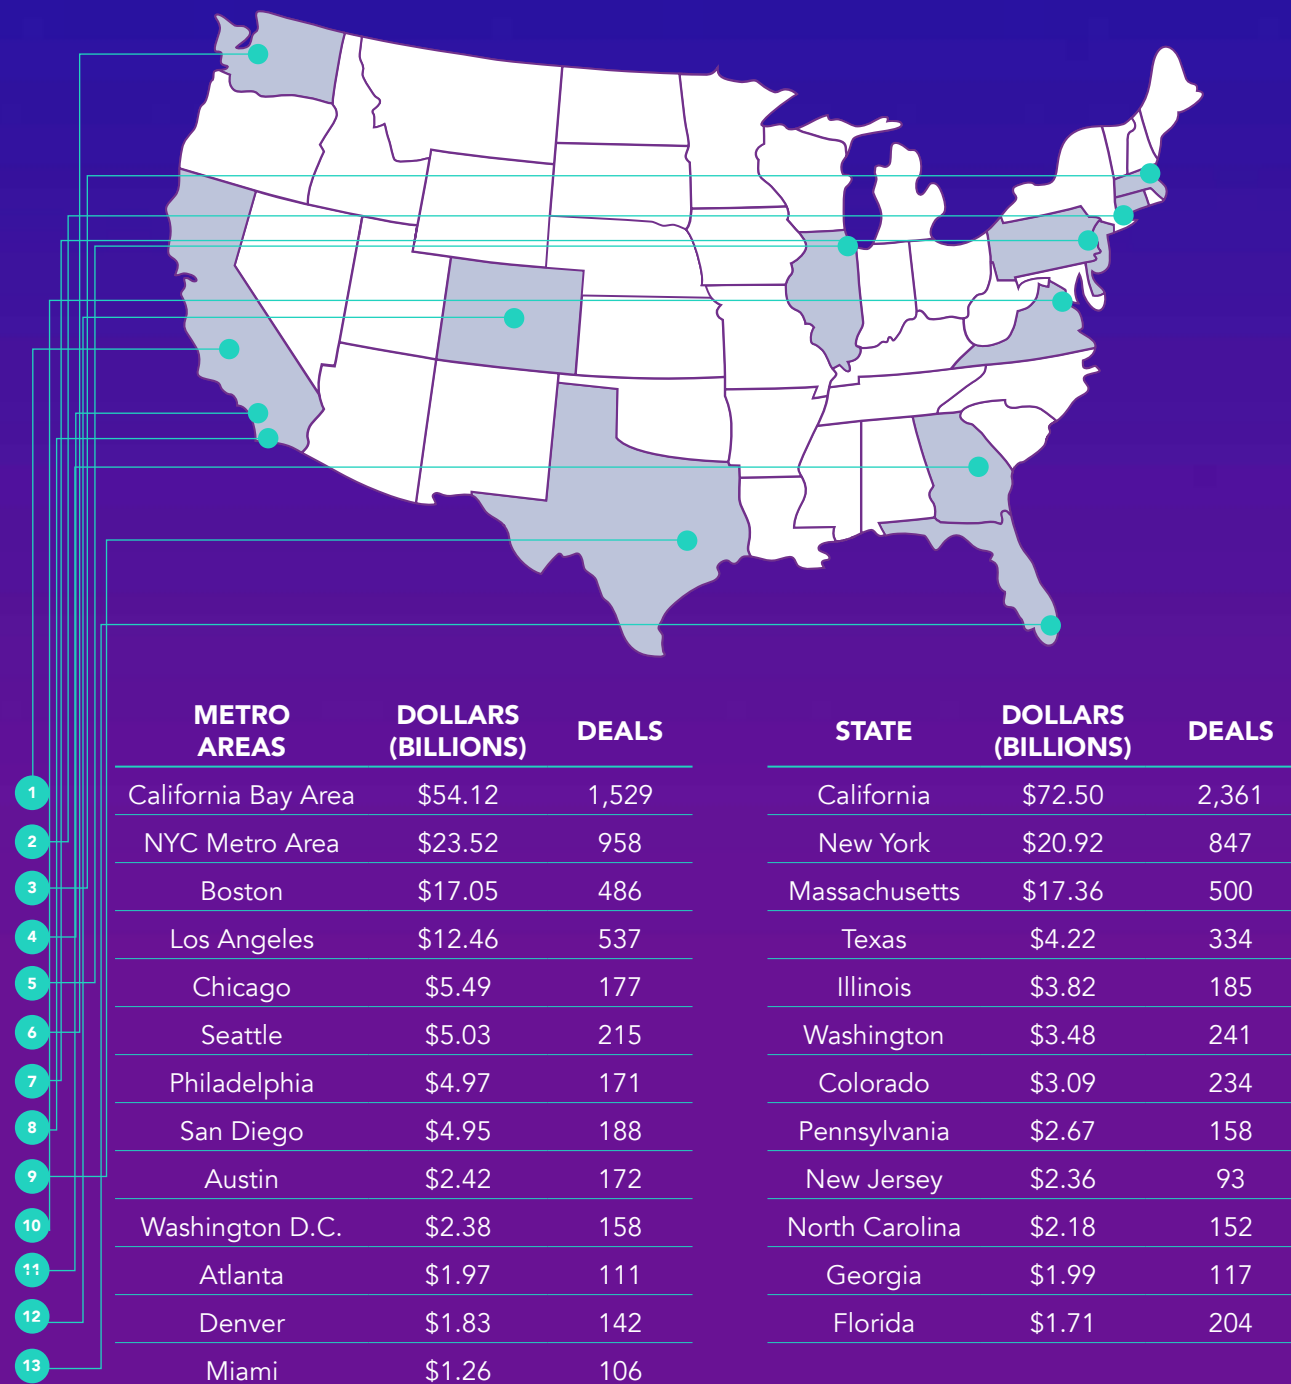 METRO AREAS DOLLARS (BILLIONS) DEALS
1 California Bay Area $54.12 1,529
2 NYC Metro Area $23.52 958
3 Boston $17.05 486
4 Los Angeles $12.46 537
5 Chicago $5.49 177
6 Seattle $5.03 215
7 Philadelphia $4.97 171
8 San Diego $4.95 188
9 Austin $2.42 172
10 Washington D.C. $2.38 158
11 Atlanta $1.97 111
12 Denver $1.83 142
13 Miami $1.26 106
STATE DOLLARS (BILLIONS) DEALS
California $72.50 2,361
New York $20.92 847
Massachusetts $17.36 500
Texas $4.22 334
Illinois $3.82 185
Washington $3.48 241
Colorado $3.09 234
Pennsylvania $2.67 158
New Jersey $2.36 93
North Carolina $2.18 152
Georgia $1.99 117
Florida $1.71 204